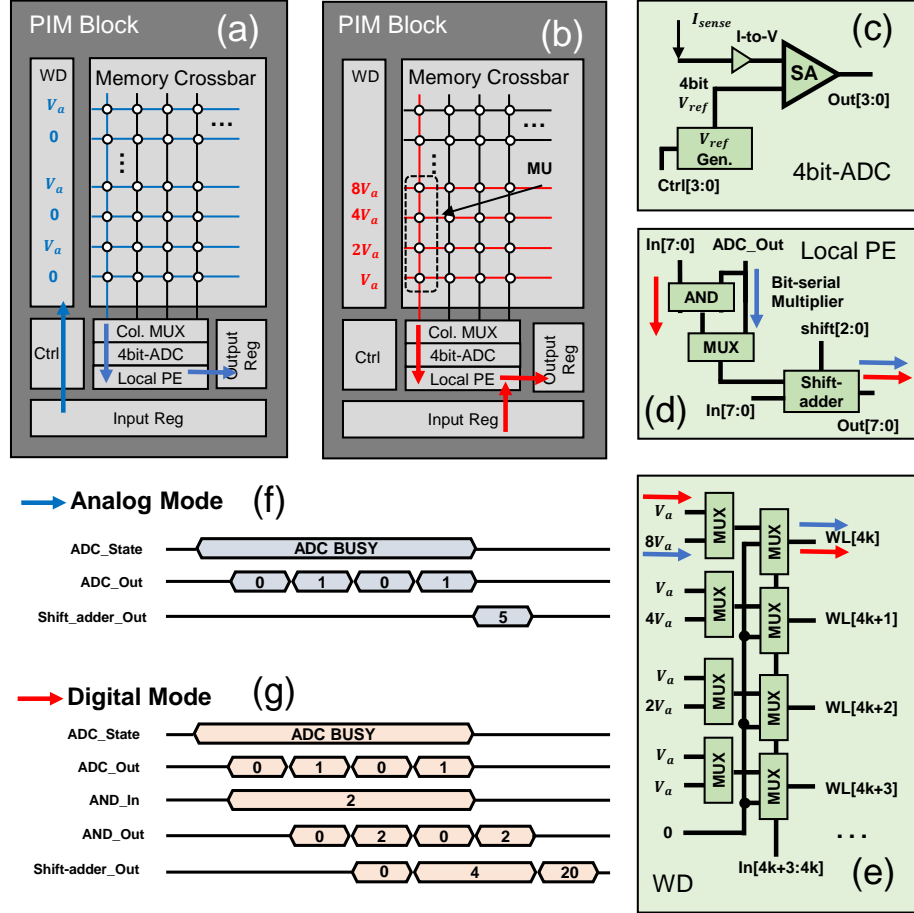 PIM Block
(a)
WD
Memory Crossbar
V_a
0
...
V_a
0
V_a
0
Ctrl
Col. MUX
4bit-ADC
Local PE
Output Reg
Input Reg
PIM Block
(b)
WD
Memory Crossbar
...
MU
8V_a
4V_a
2V_a
V_a
Ctrl
Col. MUX
4bit-ADC
Local PE
Output Reg
Input Reg
(c)
I_sense
I-to-V
SA
4bit
V_ref
Out[3:0]
V_ref
Gen.
Ctrl[3:0]
4bit-ADC
In[7:0]
ADC_Out
Local PE
AND
Bit-serial
Multiplier
MUX
shift[2:0]
Shift-
adder
(d)
In[7:0]
Out[7:0]
V_a
8V_a
MUX
MUX
WL[4k]
V_a
4V_a
MUX
MUX
WL[4k+1]
V_a
2V_a
MUX
MUX
WL[4k+2]
V_a
V_a
MUX
MUX
WL[4k+3]
0
...
In[4k+3:4k]
WD
(e)
Analog Mode
(f)
ADC_State
ADC BUSY
ADC_Out
0 1 0 1
Shift_adder_Out
5
Digital Mode
(g)
ADC_State
ADC BUSY
ADC_Out
0 1 0 1
AND_In
2
AND_Out
0 2 0 2
Shift-adder_Out
0 4 20